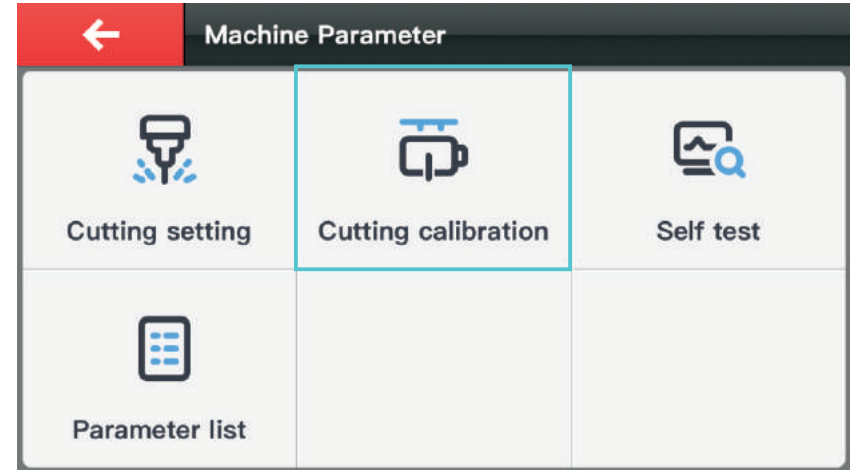 Machine Parameter
Cutting setting
Cutting calibration
Self test
Parameter list